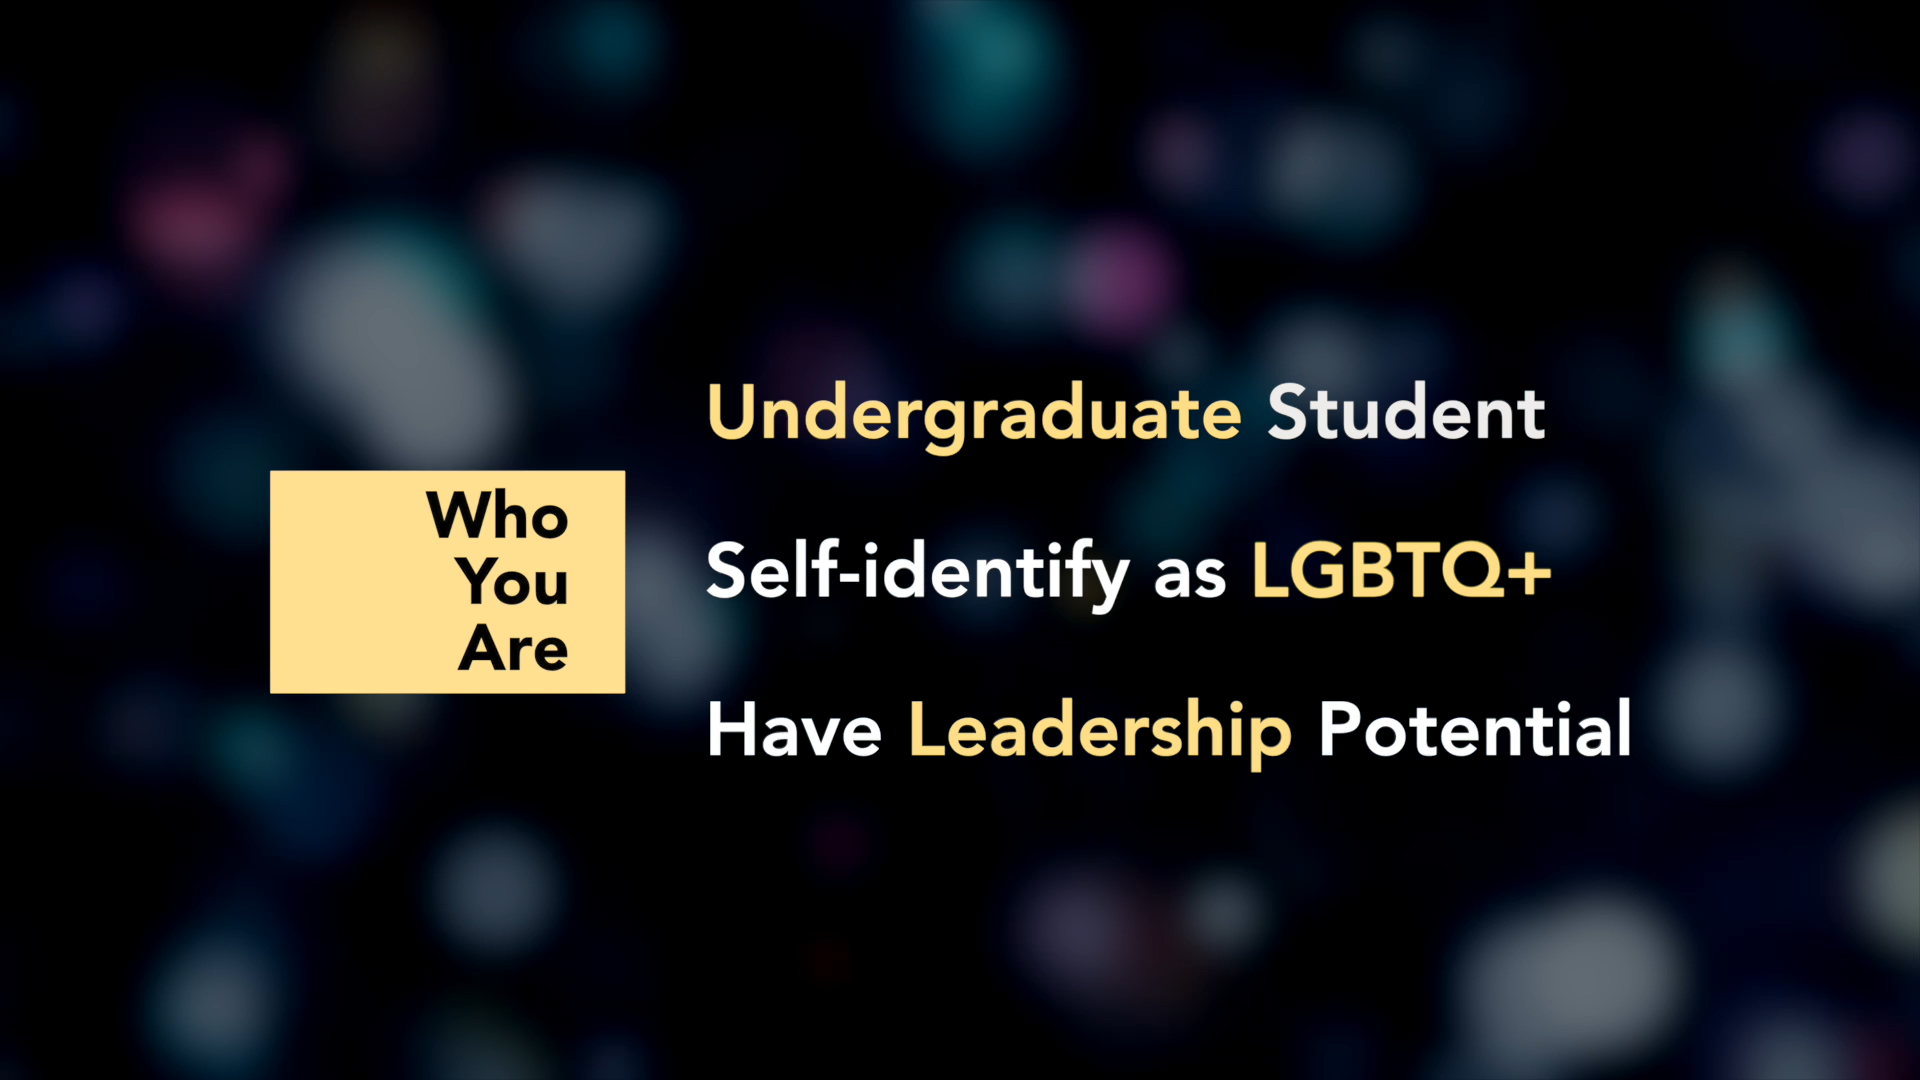 Who
You
Are
Undergraduate Student
Self-identify as LGBTQ+
Have Leadership Potential